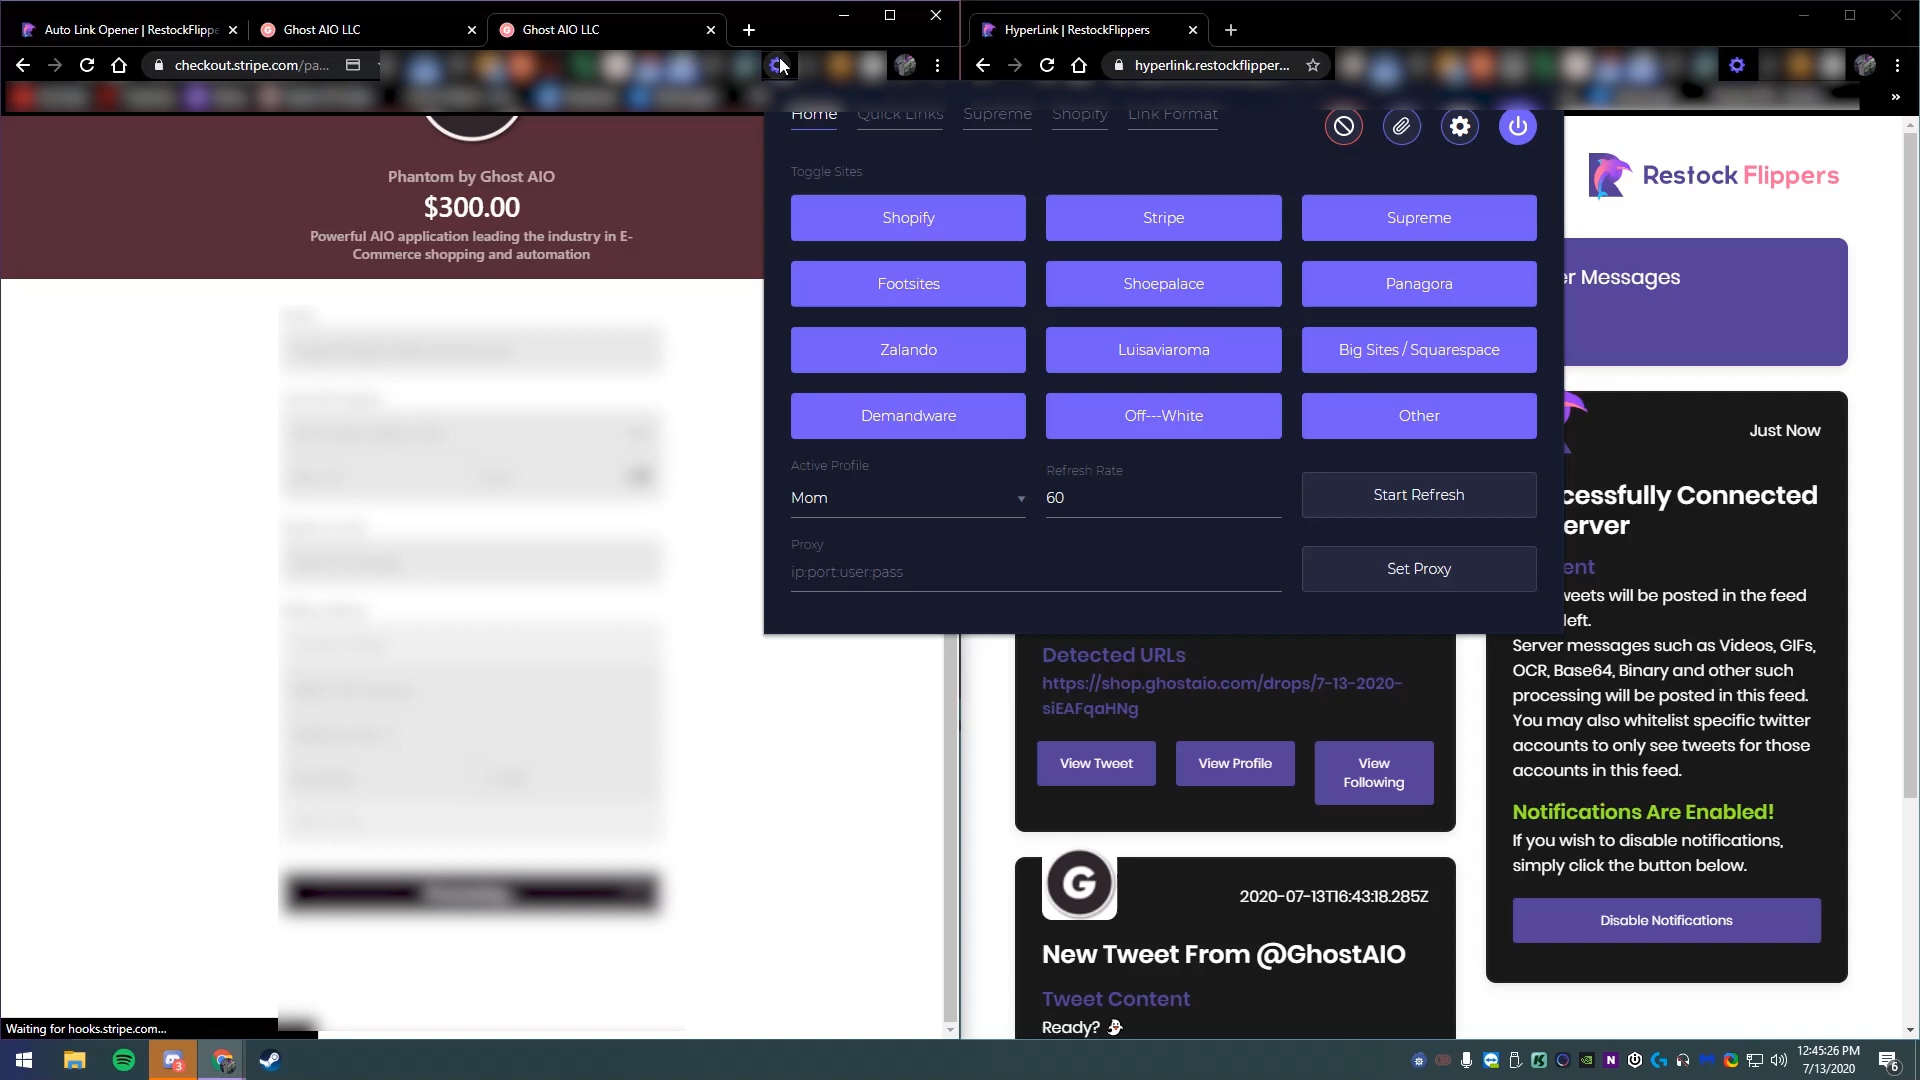 Auto Link Opener | RestockFlippe
Ghost AIO LLC
Ghost AIO LLC
HyperLink | RestockFlippers
checkout.stripe.com/pa...
hyperlink.restockflipper...
»
Phantom by Ghost AIO
$300.00
Powerful AIO application leading the industry in E-
Commerce shopping and automation
Home
Quick Links
Supreme
Shopify
Link Format
Toggle Sites
Shopify
Stripe
Supreme
Footsites
Shoepalace
Panagora
Zalando
Luisaviaroma
Big Sites / Squarespace
Demandware
Off---White
Other
Active Profile
Mom
Refresh Rate
60
Start Refresh
Proxy
ip:port:user:pass
Set Proxy
Restock Flippers
er Messages
Just Now
cessfully Connected
erver
ent
weets will be posted in the feed
left.
Server messages such as Videos, GIFs,
OCR, Base64, Binary and other such
processing will be posted in this feed.
You may also whitelist specific twitter
accounts to only see tweets for those
accounts in this feed.
Notifications Are Enabled!
If you wish to disable notifications,
simply click the button below.
Disable Notifications
Detected URLs
https://shop.ghostaio.com/drops/7-13-2020-
siEAFqaHNg
View Tweet
View Profile
View
Following
G
2020-07-13T16:43:18.285Z
New Tweet From @GhostAIO
Tweet Content
Ready? 👻
Waiting for hooks.stripe.com...
3
N
12:45:26 PM
7/13/2020
6